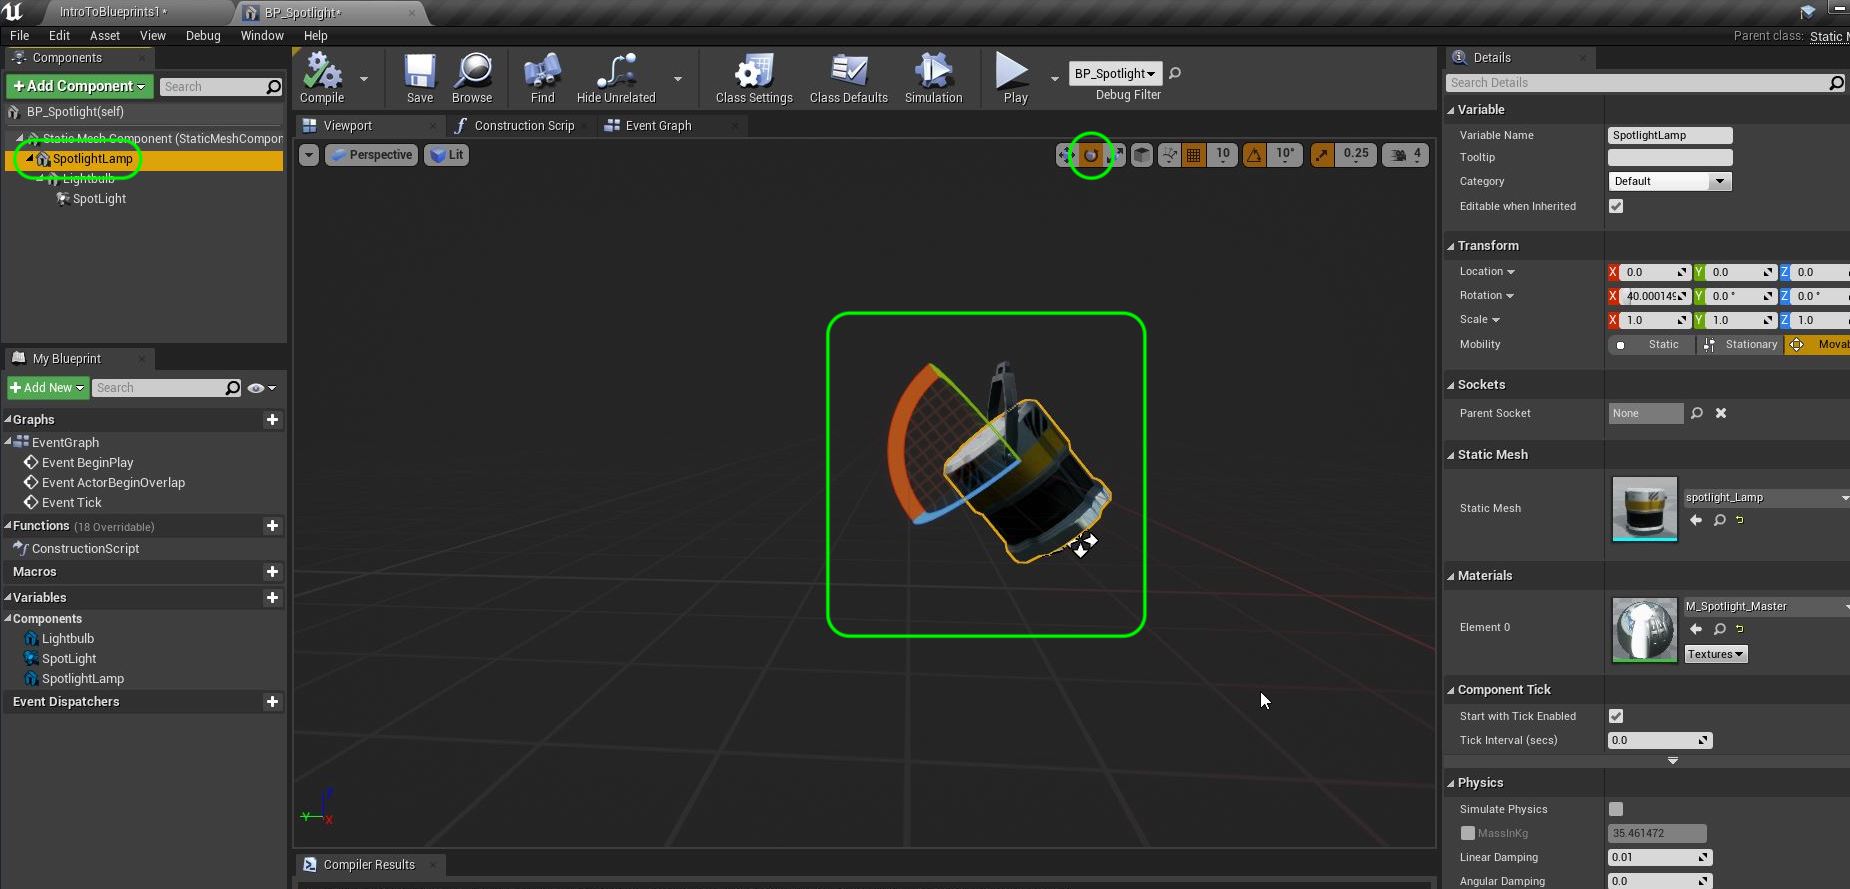 IntroToBlueprints1*
BP_Spotlight*
File Edit Asset View Debug Window Help
Parent class: Static
Components
+Add Component
Search
BP_Spotlight(self)
Static Mesh Component (StaticMeshCompor
SpotlightLamp
Lightbulb
SpotLight
Compile
Save
Browse
Find
Hide Unrelated
Class Settings
Class Defaults
Simulation
Play
BP_Spotlight
Debug Filter
Viewport
Construction Scrip
Event Graph
Perspective
Lit
10
10°
0.25
4
My Blueprint
+Add New
Search
Graphs
EventGraph
Event BeginPlay
Event ActorBeginOverlap
Event Tick
Functions (18 Overridable)
ConstructionScript
Macros
Variables
Components
Lightbulb
SpotLight
SpotlightLamp
Event Dispatchers
Y
Z
X
Compiler Results
Details
Search Details
Variable
Variable Name SpotlightLamp
Tooltip
Category Default
Editable when Inherited
Transform
Location X 0.0 Y 0.0 Z 0.0
Rotation X 40.000149 Y 0.0 ° Z 0.0 °
Scale X 1.0 Y 1.0 Z 1.0
Mobility Static Stationary Movab
Sockets
Parent Socket None
Static Mesh
Static Mesh
spotlight_Lamp
Materials
M_Spotlight_Master
Element 0
Textures
Component Tick
Start with Tick Enabled
Tick Interval (secs) 0.0
Physics
Simulate Physics
MassInKg 35.461472
Linear Damping 0.01
Angular Damping 0.0